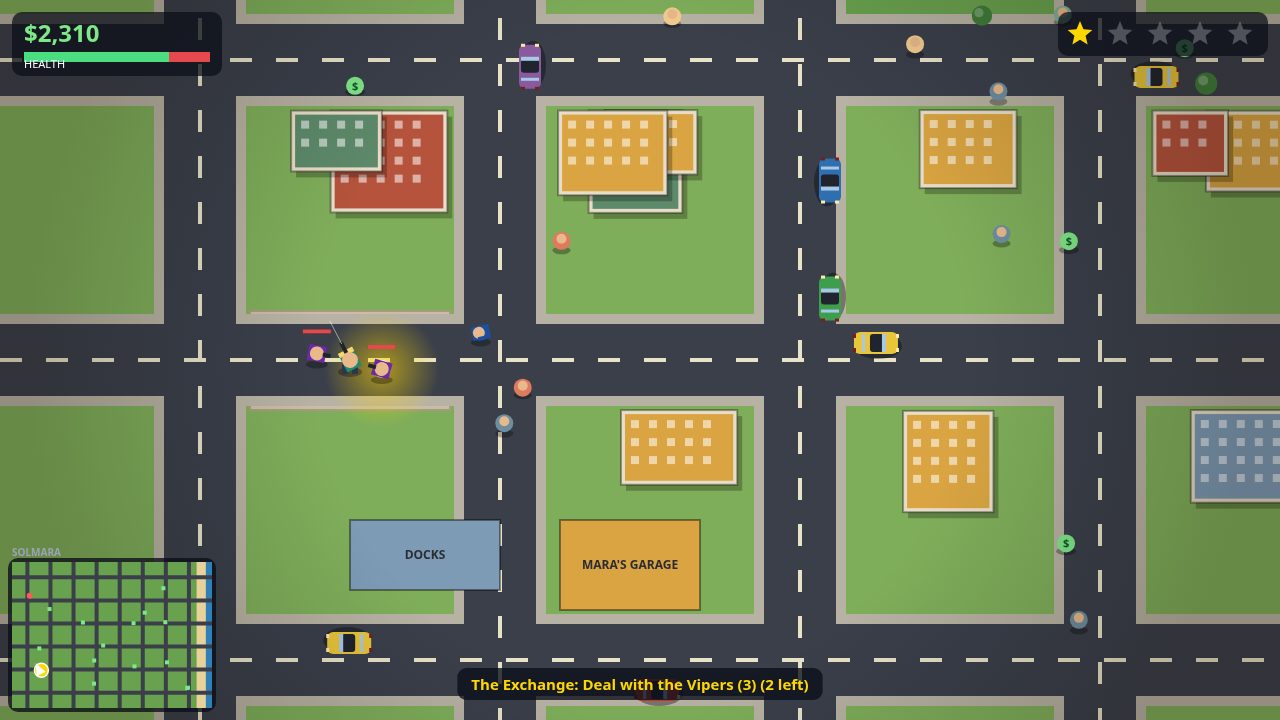 $2,310
HEALTH
$
$
$
DOCKS
MARA'S GARAGE
$
SOLMARA
The Exchange: Deal with the Vipers (3) (2 left)